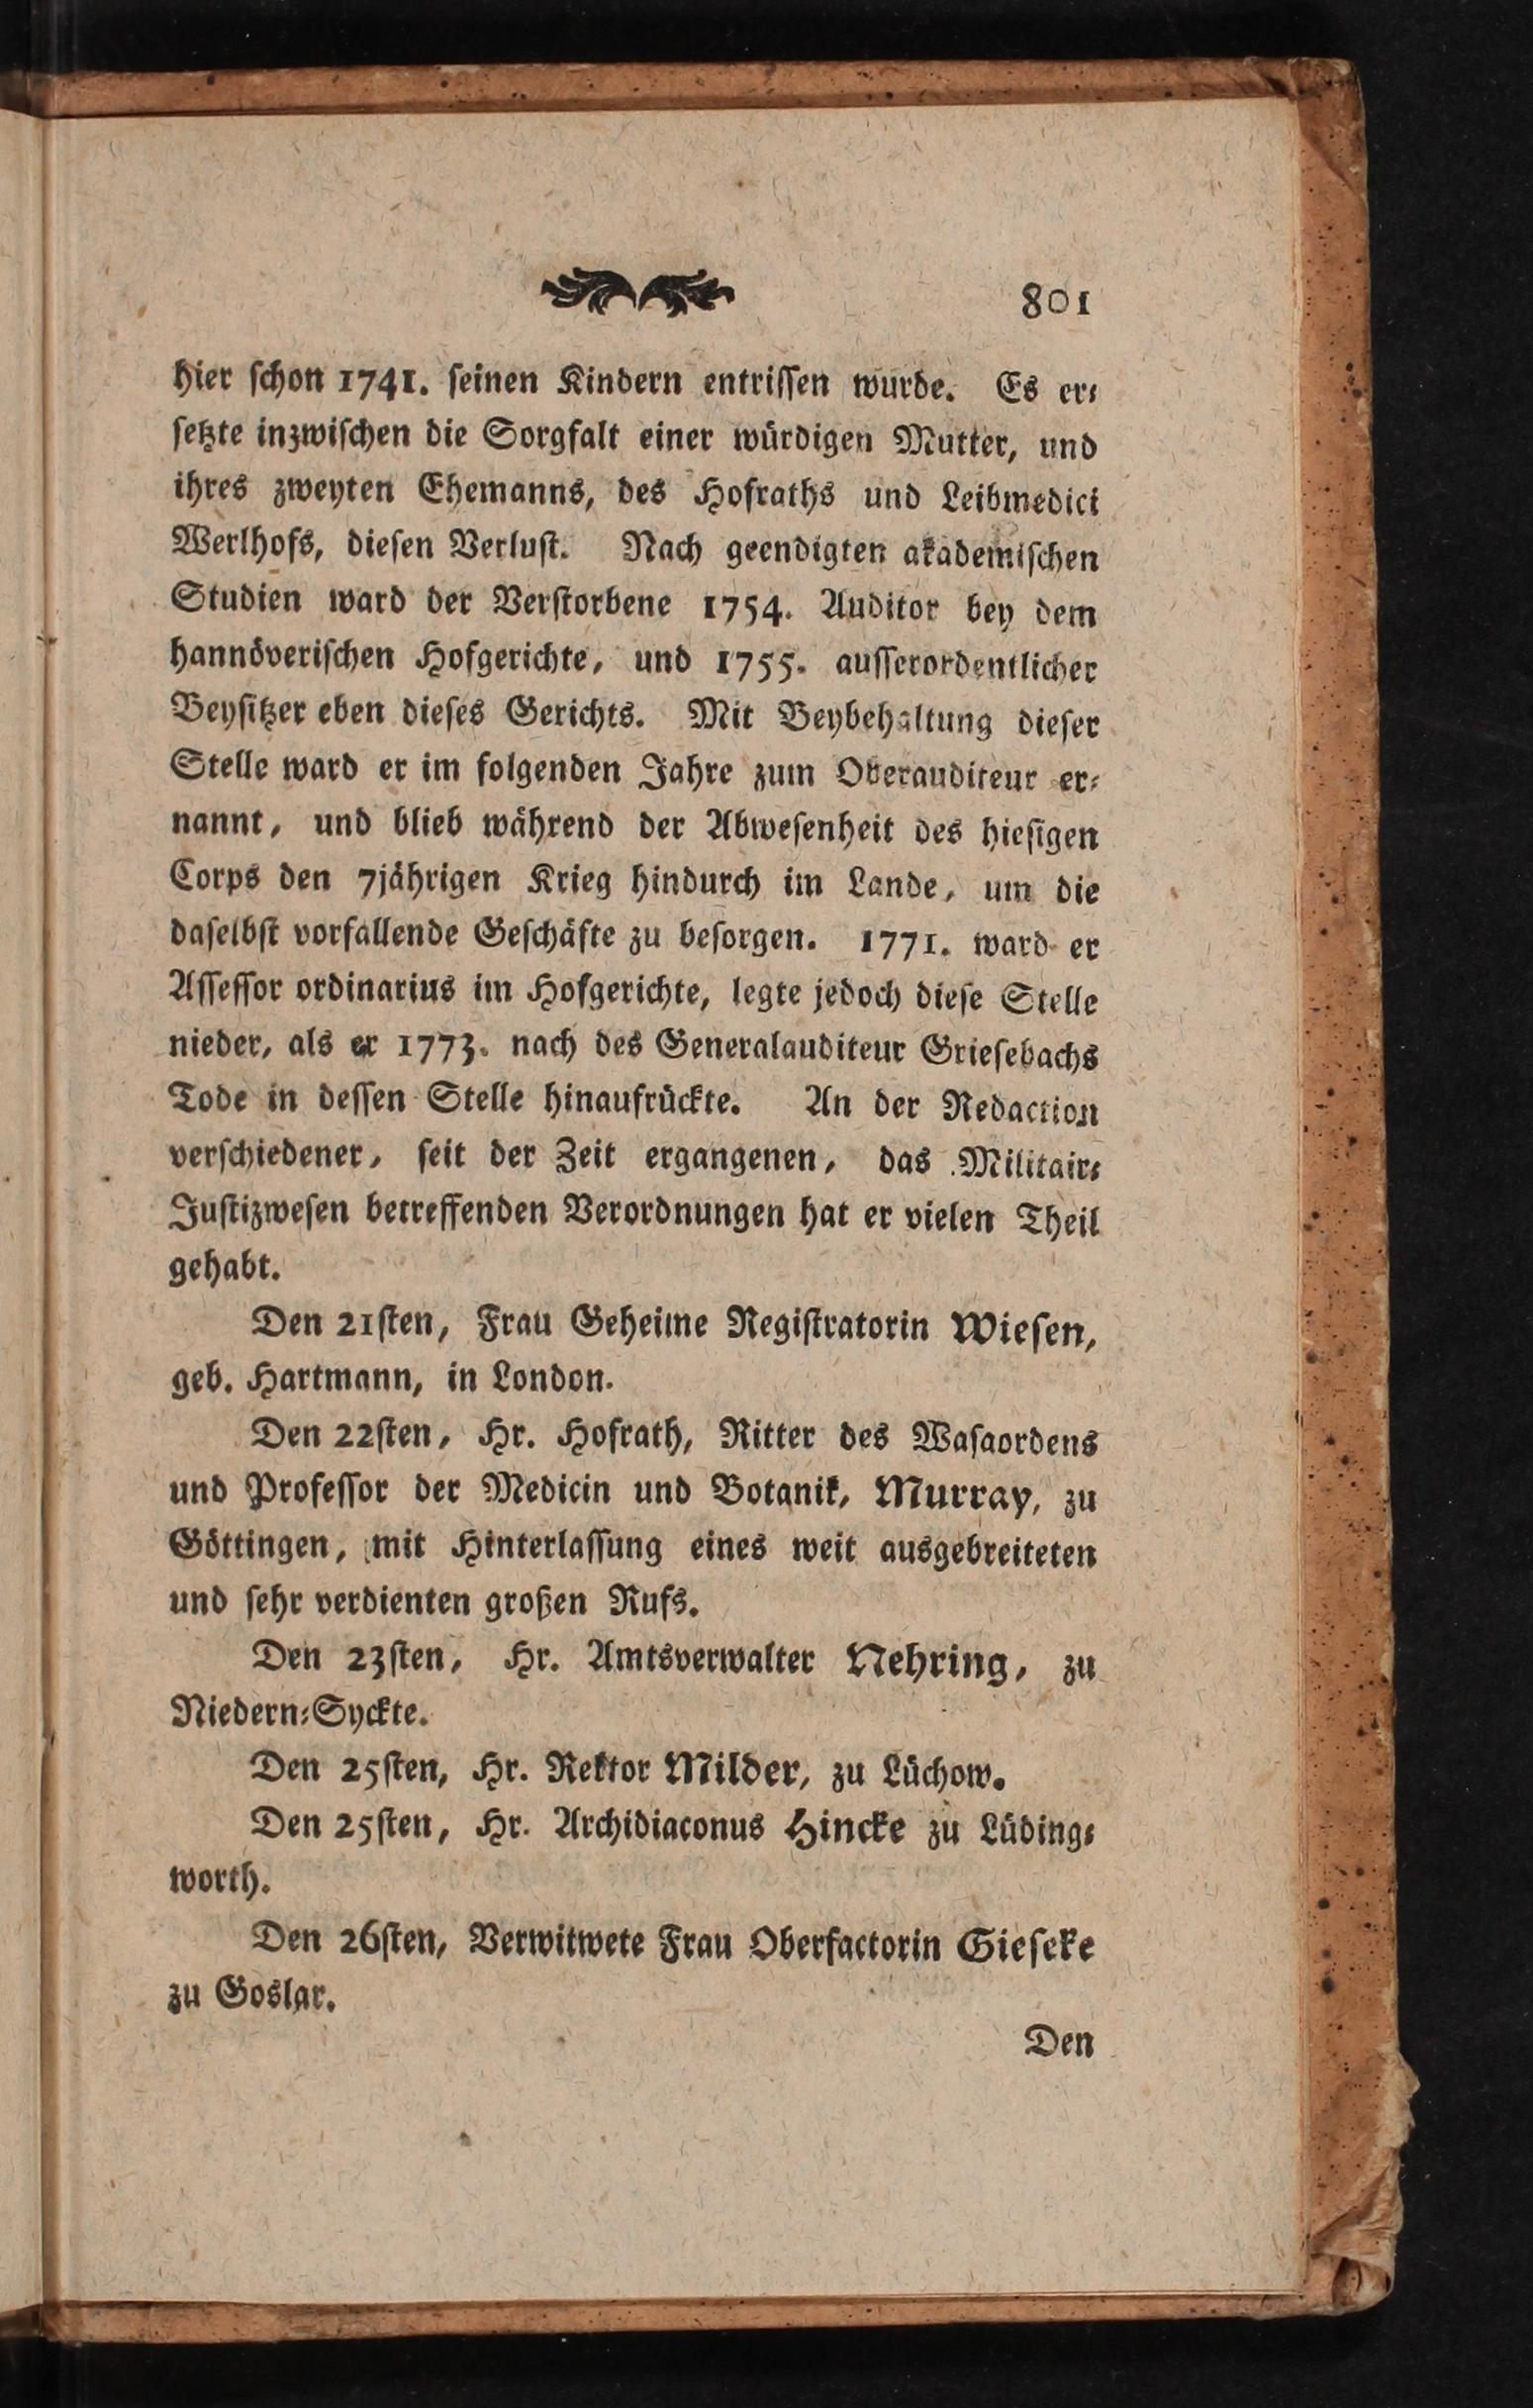 801
hier ſchon 1741. ſeinen Kindern entriſſen wurde. Es er⸗
ſetzte inzwiſchen die Sorgfalt einer würdigen Mutter, und
ihres zweyten Ehemanns, des Hofraths und Leibmedici
Werlhofs, dieſen Verluſt. Nach geendigten akademiſchen
Studien ward der Verſtorbene 1754. Auditor bey dem
hannöveriſchen Hofgerichte, und 1755. auſſerordentlicher
Beyſitzer eben dieſes Gerichts. Mit Beybehaltung dieſer
Stelle ward er im folgenden Jahre zum Oberauditeur er⸗
nannt, und blieb während der Abweſenheit des hieſigen
Corps den 7jährigen Krieg hindurch im Lande, um die
daſelbſt vorfallende Geſchäfte zu beſorgen. 1771. ward er
Aſſeſſor ordinarius im Hofgerichte, legte jedoch dieſe Stelle
nieder, als er 1773. nach des Generalauditeur Grieſebachs
Tode in deſſen Stelle hinaufrückte. An der Redaction
verſchiedener, ſeit der Zeit ergangenen, das Militair⸗
Juſtizweſen betreffenden Verordnungen hat er vielen Theil
gehabt.
Den 21ſten, Frau Geheime Regiſtratorin Wieſen,
geb. Hartmann, in London.
Den 22ſten, Hr. Hofrath, Ritter des Waſaordens
und Profeſſor der Medicin und Botanik, Murray, zu
Göttingen, mit Hinterlaſſung eines weit ausgebreiteten
und ſehr verdienten großen Rufs.
Den 23ſten, Hr. Amtsverwalter Nehring, zu
Niedern⸗Syckte.
Den 25ſten, Hr. Rektor Milder, zu Lüchow.
Den 25ſten, Hr. Archidiaconus Hincke zu Lüding⸗
worth.
Den 26ſten, Verwitwete Frau Oberfactorin Gieſeke
zu Goslar.
Den